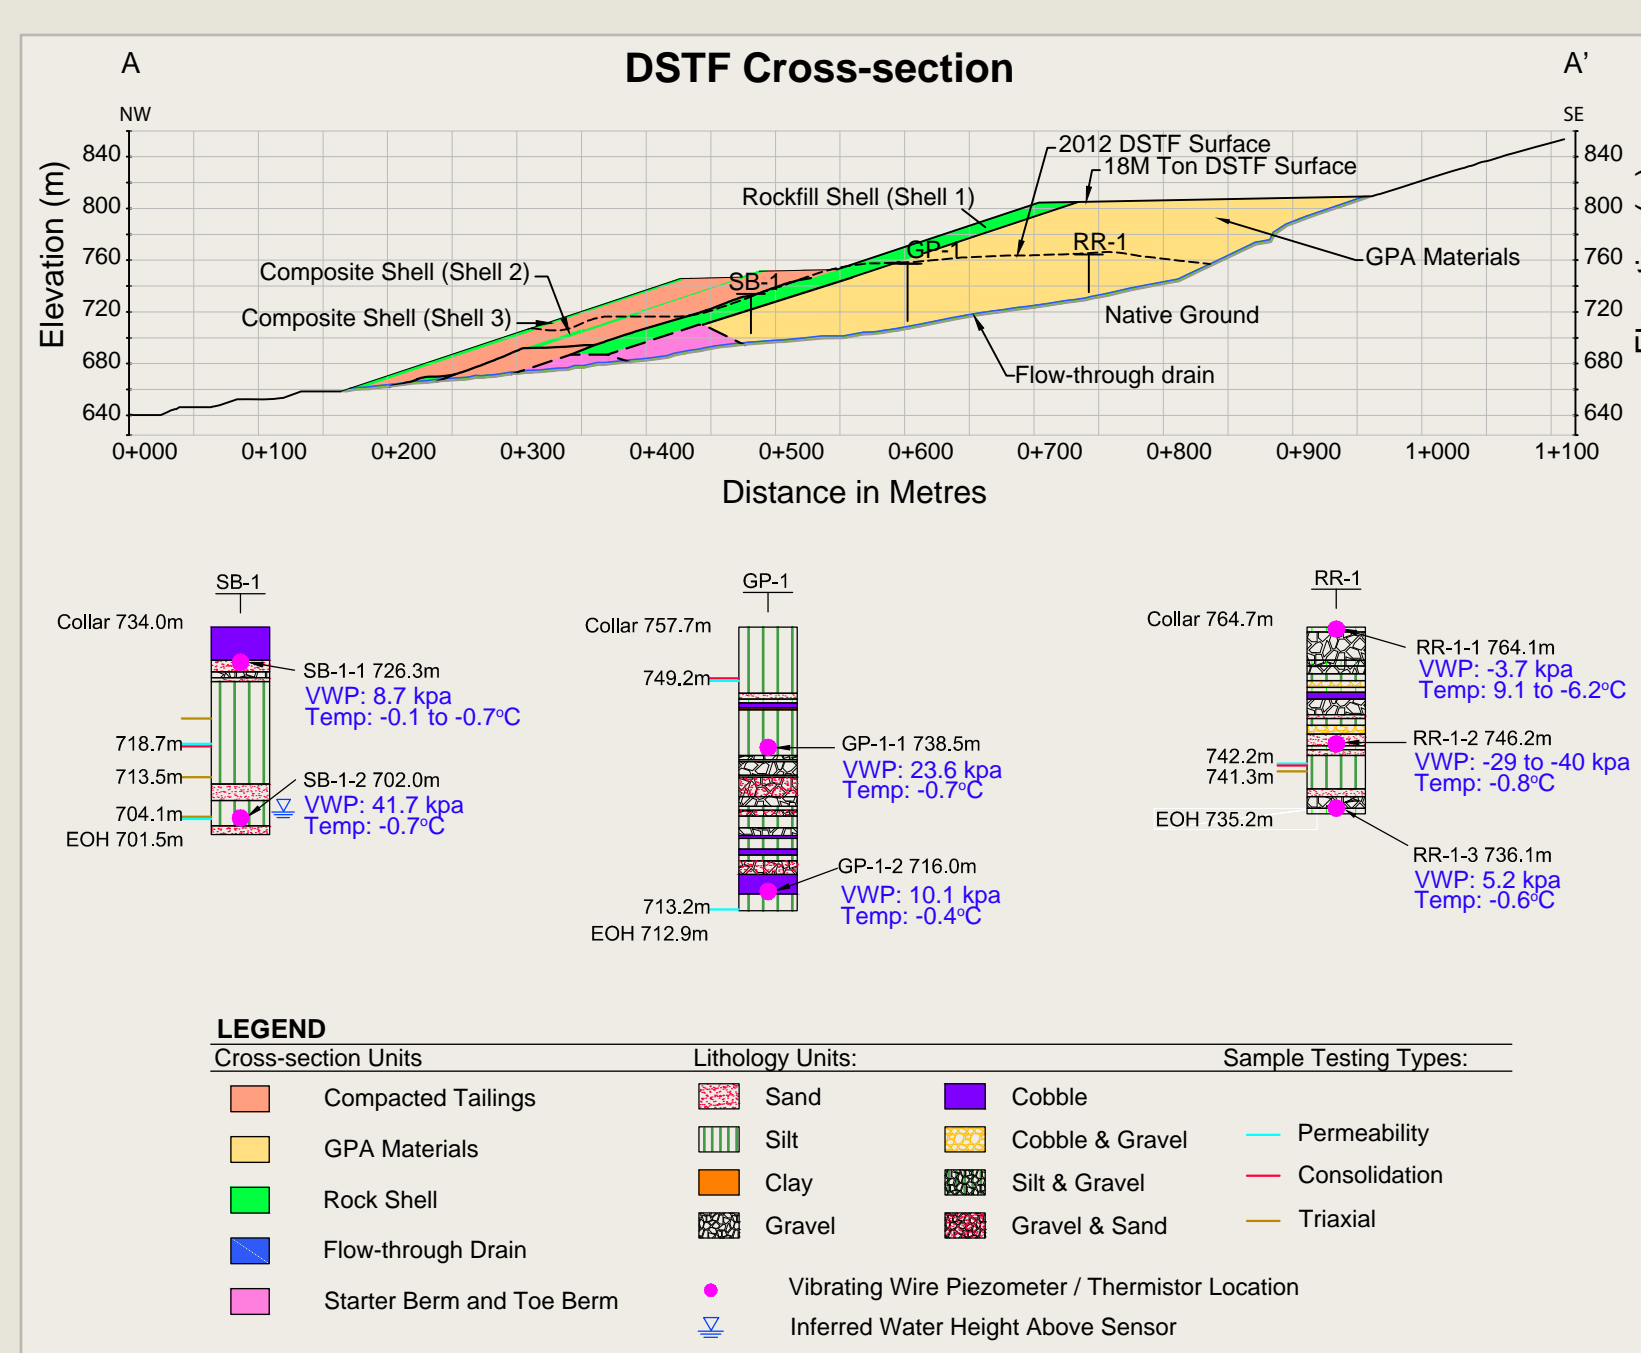 A
DSTF Cross-section
A'
NW
SE
Elevation (m)
840
800
760
720
680
640
840
800
760
720
680
640
2012 DSTF Surface
18M Ton DSTF Surface
Rockfill Shell (Shell 1)
GP-1
RR-1
GPA Materials
Composite Shell (Shell 2)
SB-1
Composite Shell (Shell 3)
Native Ground
Flow-through drain
0+000
0+100
0+200
0+300
0+400
0+500
0+600
0+700
0+800
0+900
1+000
1+100
Distance in Metres
SB-1
Collar 734.0m
SB-1-1 726.3m
VWP: 8.7 kpa
Temp: -0.1 to -0.7°C
718.7m
713.5m
SB-1-2 702.0m
VWP: 41.7 kpa
Temp: -0.7°C
704.1m
EOH 701.5m
GP-1
Collar 757.7m
749.2m
GP-1-1 738.5m
VWP: 23.6 kpa
Temp: -0.7°C
GP-1-2 716.0m
VWP: 10.1 kpa
Temp: -0.4°C
713.2m
EOH 712.9m
RR-1
Collar 764.7m
RR-1-1 764.1m
VWP: -3.7 kpa
Temp: 9.1 to -6.2°C
RR-1-2 746.2m
VWP: -29 to -40 kpa
Temp: -0.8°C
742.2m
741.3m
EOH 735.2m
RR-1-3 736.1m
VWP: 5.2 kpa
Temp: -0.6°C
LEGEND
Cross-section Units
Compacted Tailings
GPA Materials
Rock Shell
Flow-through Drain
Starter Berm and Toe Berm
Lithology Units:
Sand
Silt
Clay
Gravel
Cobble
Cobble & Gravel
Silt & Gravel
Gravel & Sand
Sample Testing Types:
Permeability
Consolidation
Triaxial
Vibrating Wire Piezometer / Thermistor Location
Inferred Water Height Above Sensor